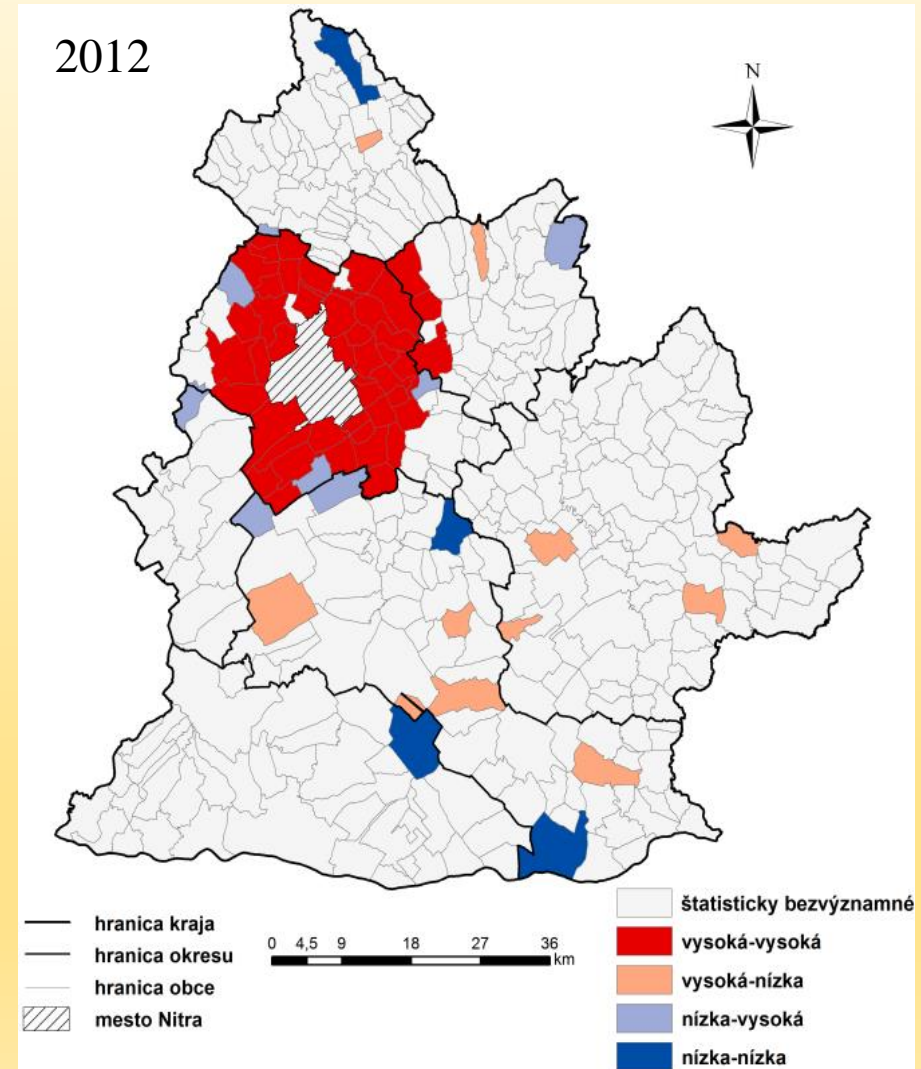 2012
N
hranica kraja
hranica okresu
hranica obce
mesto Nitra
0 4,5 9 18 27 36
km
štatisticky bezvýznamné
vysoká-vysoká
vysoká-nízka
nízka-vysoká
nízka-nízka